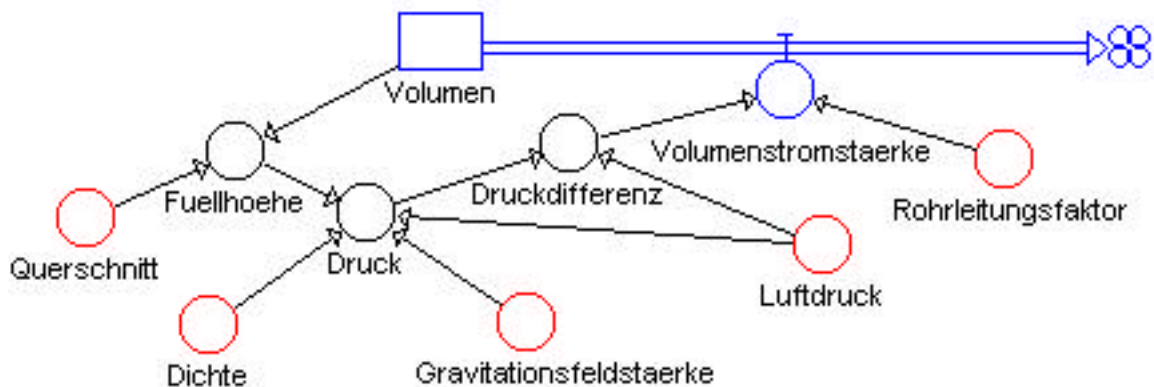 Volumen
Volumenstromstaerke
Fuellhoehe
Druckdifferenz
Rohrleitungsfaktor
Querschnitt
Druck
Luftdruck
Dichte
Gravitationsfeldstaerke